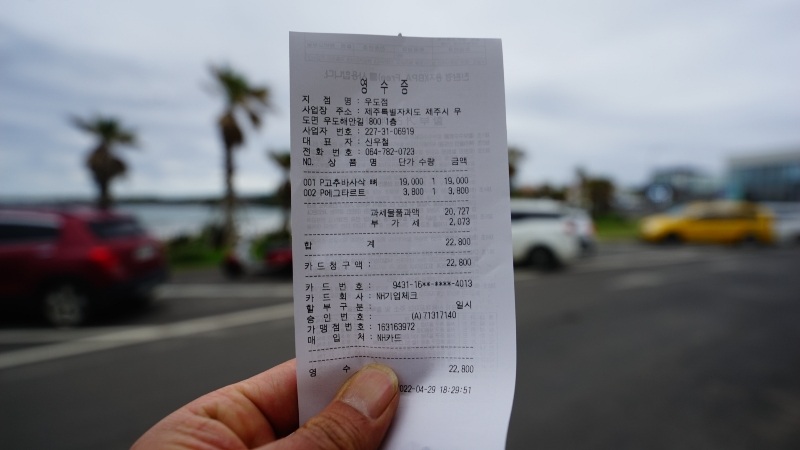 영 수 증
지 점 명 : 우도점
사업장 주소 : 제주특별자치도 제주시 우
도면 우도해안길 800 1층
사업자 번호 : 227-31-06919
대 표 자 : 신우철
전화 번호 : 064-782-0723
NO. 상 품 명 단가 수량 금액
001 P고추바사삭 뼈 19,000 1 19,000
002 P에그타르트 3,800 1 3,800
과세물품과액 20,727
부 가 세 2,073
합 계 22,800
카드청구액 : 22,800
카 드 번 호 : 9431-16**-****-4013
카 드 회 사 : NH기업체크
할 부 구 분 : 일시
승 인 번 호 : (A)71317140
가맹점번호 : 163163972
매 입 처 : NH카드
영 수 22,800
022-04-29 18:29:51